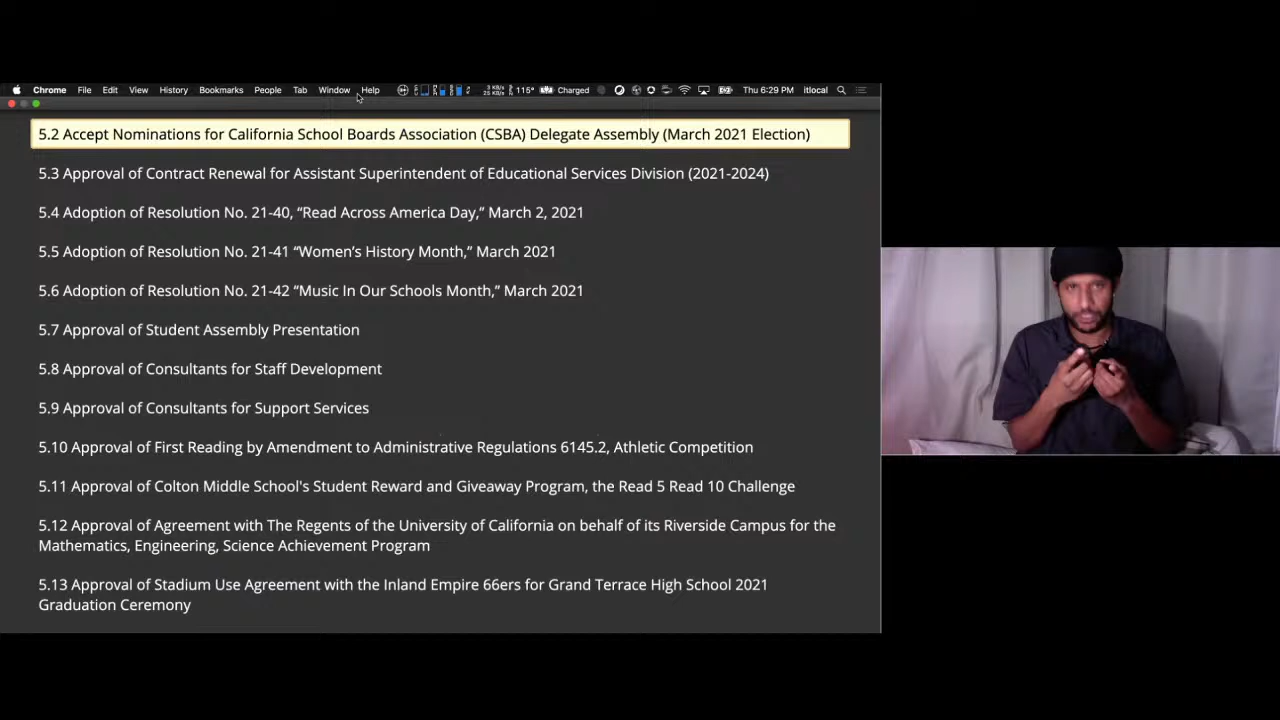 Chrome File Edit View History Bookmarks People Tab Window Help 115° Charged Thu 6:29 PM itlocal
5.2 Accept Nominations for California School Boards Association (CSBA) Delegate Assembly (March 2021 Election)
5.3 Approval of Contract Renewal for Assistant Superintendent of Educational Services Division (2021-2024)
5.4 Adoption of Resolution No. 21-40, “Read Across America Day,” March 2, 2021
5.5 Adoption of Resolution No. 21-41 “Women’s History Month,” March 2021
5.6 Adoption of Resolution No. 21-42 “Music In Our Schools Month,” March 2021
5.7 Approval of Student Assembly Presentation
5.8 Approval of Consultants for Staff Development
5.9 Approval of Consultants for Support Services
5.10 Approval of First Reading by Amendment to Administrative Regulations 6145.2, Athletic Competition
5.11 Approval of Colton Middle School's Student Reward and Giveaway Program, the Read 5 Read 10 Challenge
5.12 Approval of Agreement with The Regents of the University of California on behalf of its Riverside Campus for the
Mathematics, Engineering, Science Achievement Program
5.13 Approval of Stadium Use Agreement with the Inland Empire 66ers for Grand Terrace High School 2021
Graduation Ceremony